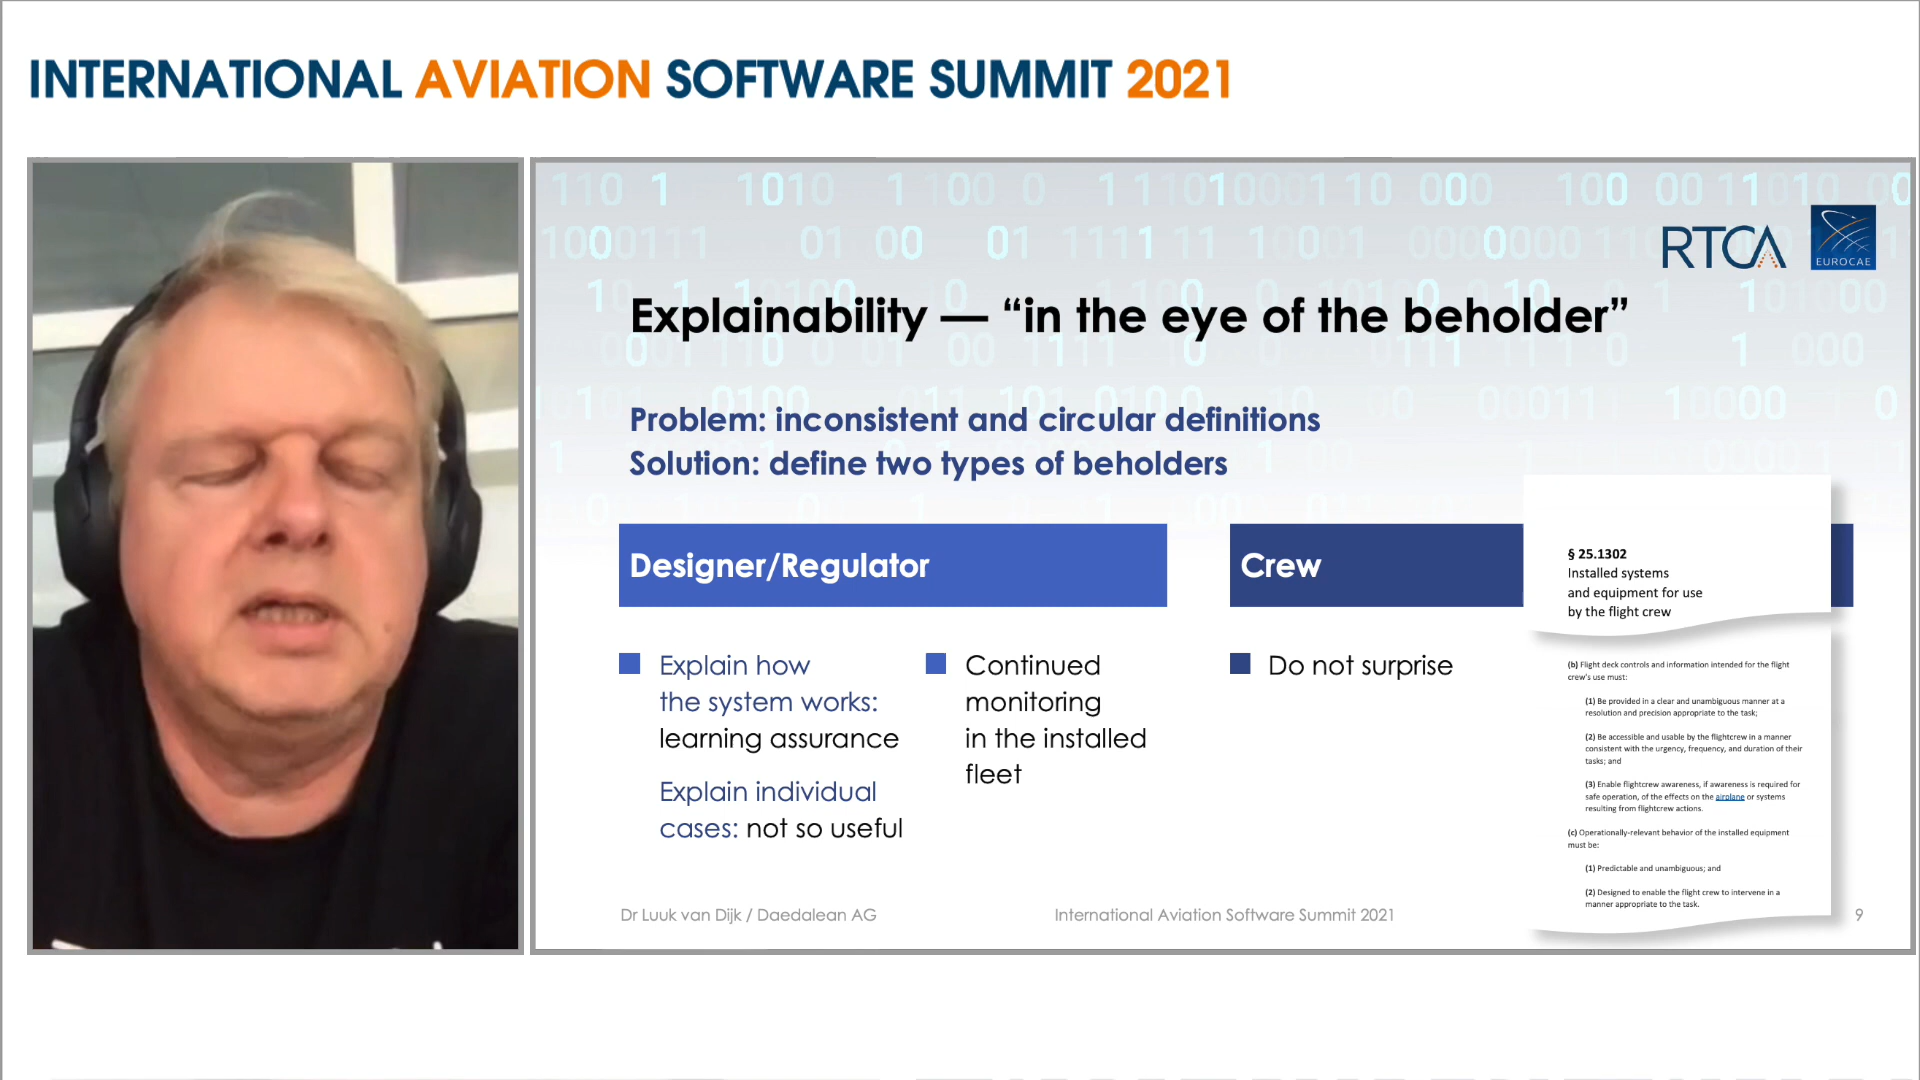 INTERNATIONAL AVIATION SOFTWARE SUMMIT 2021
RTCA
EUROCAE
Explainability — “in the eye of the beholder”
Problem: inconsistent and circular definitions
Solution: define two types of beholders
Designer/Regulator
Explain how
the system works:
learning assurance
Explain individual
cases: not so useful
Continued
monitoring
in the installed
fleet
Crew
Do not surprise
§ 25.1302
Installed systems
and equipment for use
by the flight crew
(b) Flight deck controls and information intended for the flight
crew's use must:
(1) Be provided in a clear and unambiguous manner at a
resolution and precision appropriate to the task;
(2) Be accessible and usable by the flightcrew in a manner
consistent with the urgency, frequency, and duration of their
tasks; and
(3) Enable flightcrew awareness, if awareness is required for
safe operation, of the effects on the airplane or systems
resulting from flightcrew actions.
(c) Operationally-relevant behavior of the installed equipment
must be:
(1) Predictable and unambiguous; and
(2) Designed to enable the flight crew to intervene in a
manner appropriate to the task.
Dr Luuk van Dijk / Daedalean AG
International Aviation Software Summit 2021
9